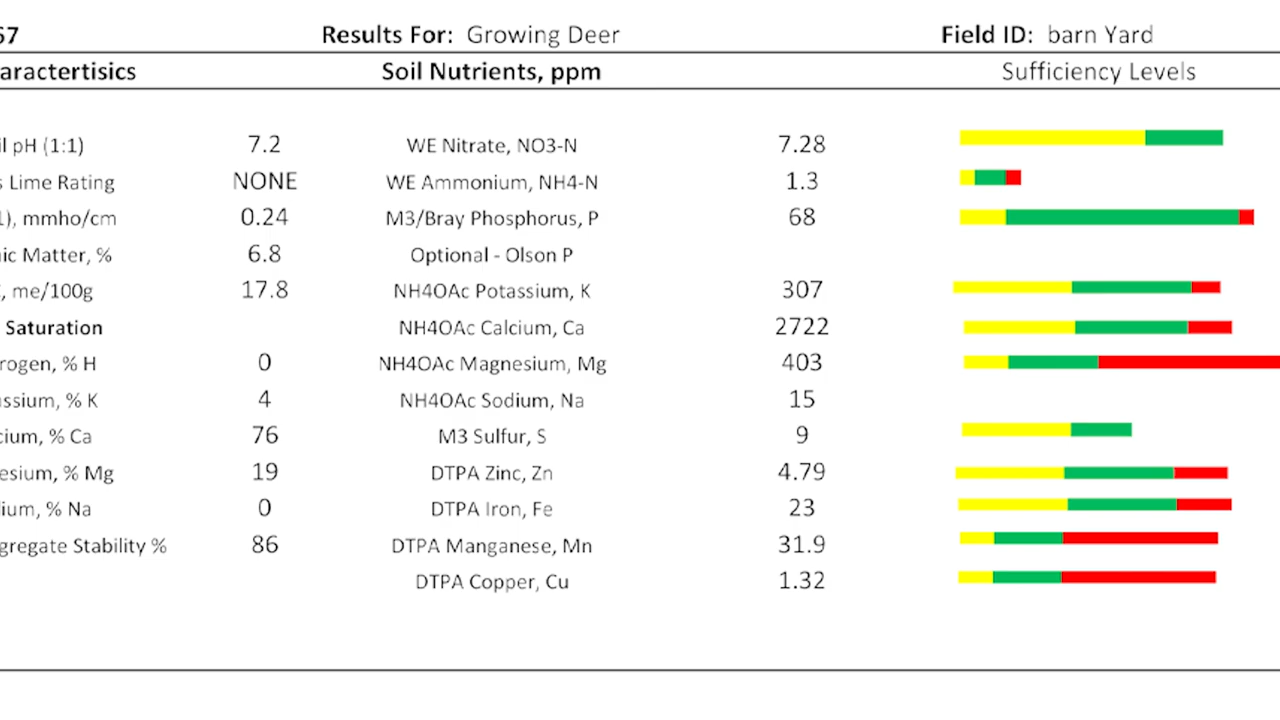 67 Results For: Growing Deer Field ID: barn Yard
aractertisics Soil Nutrients, ppm Sufficiency Levels
il pH (1:1) 7.2 WE Nitrate, NO3-N 7.28
s Lime Rating NONE WE Ammonium, NH4-N 1.3
1), mmho/cm 0.24 M3/Bray Phosphorus, P 68
nic Matter, % 6.8 Optional - Olson P
, me/100g 17.8 NH4OAc Potassium, K 307
Saturation NH4OAc Calcium, Ca 2722
rogen, % H 0 NH4OAc Magnesium, Mg 403
assium, % K 4 NH4OAc Sodium, Na 15
cium, % Ca 76 M3 Sulfur, S 9
nesium, % Mg 19 DTPA Zinc, Zn 4.79
dium, % Na 0 DTPA Iron, Fe 23
gregate Stability % 86 DTPA Manganese, Mn 31.9
DTPA Copper, Cu 1.32